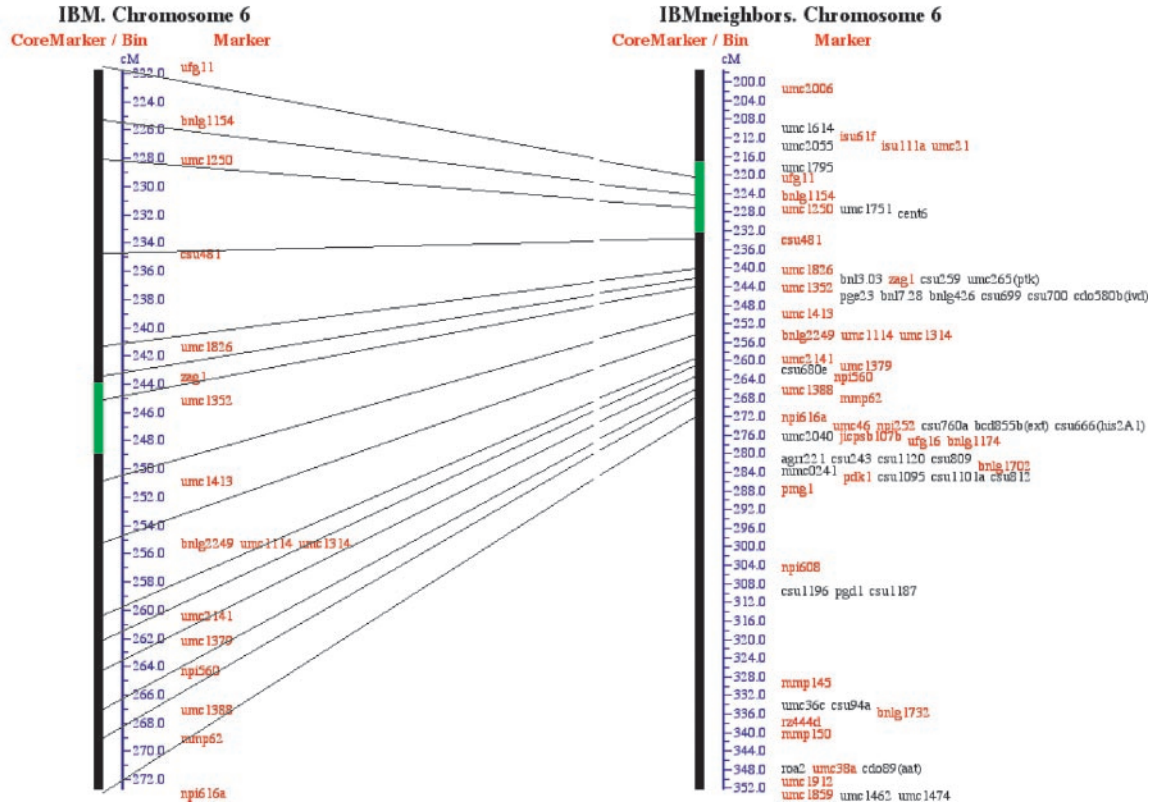 IBM. Chromosome 6
CoreMarker / Bin Marker
cM
222.0 ufg11
224.0
226.0 bnlg1154
228.0 umc1250
230.0
232.0
234.0 csu481
236.0
238.0
240.0
242.0 umc1826
244.0 zag1
246.0 umc1352
248.0
258.0 umc1413
252.0
254.0
256.0 bnlg2249 umc1114 umc1314
258.0
260.0 umc2141
262.0 umc1379
264.0 npi560
266.0
268.0 umc1388
270.0 mmp62
272.0 npi616a
IBMneighbors. Chromosome 6
CoreMarker / Bin Marker
cM
200.0 umc2006
204.0
208.0
umc1614
212.0 isu61f
umc2055 isu111a umc21
216.0
umc1795
220.0 ufg11
224.0 bnlg1154
228.0 umc1250 umc1751 cent6
232.0
236.0 csu481
240.0 umc1826
bnl3.03 zag1 csu259 umc265(ptk)
244.0 umc1352
pge23 bnl7.28 bnlg426 csu699 csu700 cdo580b(ivd)
248.0
umc1413
252.0
256.0 bnlg2249 umc1114 umc1314
260.0 umc2141
csu680e umc1379
264.0 npi560
umc1388
268.0 mmp62
272.0 npi616a
umc46 npi252 csu760a bcd855b(ext) csu666(his2A1)
276.0 umc2040 jcpsb107b ufg16 bnlg1174
280.0
agrr221 csu243 csu1120 csu809 bnlg1702
284.0 mmc0241
pdk1 csu1095 csu1101a csu812
288.0 pmg1
292.0
296.0
300.0
304.0 npi608
308.0
csu1196 pgd1 csu1187
312.0
316.0
320.0
324.0
328.0
mmp145
332.0
umc36c csu94a
336.0 bnlg1732
rz444d
340.0 mmp150
344.0
348.0 roa2 umc38a cdo89(aat)
352.0 umc1912
umc1859 umc1462 umc1474